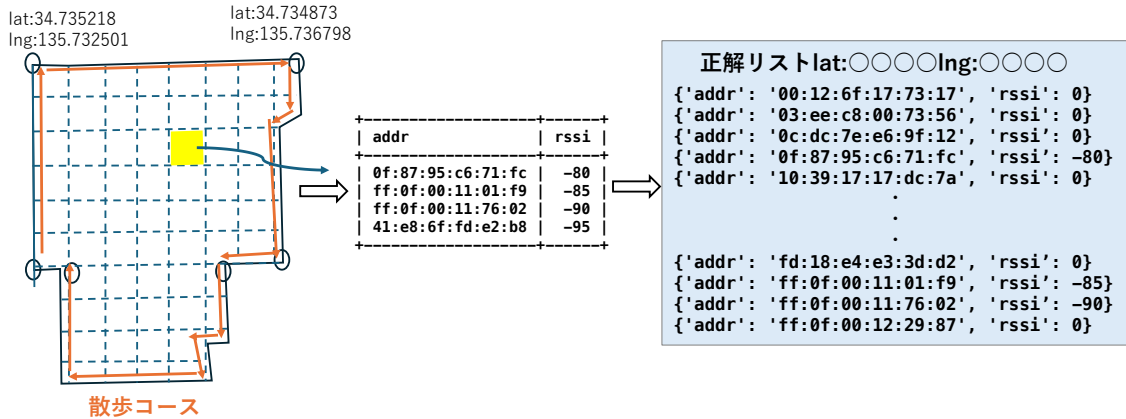 lat:34.735218
lng:135.732501
lat:34.734873
lng:135.736798
散歩コース
+-------------------+------+
| addr | rssi |
+-------------------+------+
| 0f:87:95:c6:71:fc | -80 |
| ff:0f:00:11:01:f9 | -85 |
| ff:0f:00:11:76:02 | -90 |
| 41:e8:6f:fd:e2:b8 | -95 |
+-------------------+------+
正解リストlat:○○○○lng:○○○○
{'addr': '00:12:6f:17:73:17', 'rssi': 0}
{'addr': '03:ee:c8:00:73:56', 'rssi': 0}
{'addr': '0c:dc:7e:e6:9f:12', 'rssi': 0}
{'addr': '0f:87:95:c6:71:fc', 'rssi’: -80}
{'addr': '10:39:17:17:dc:7a', 'rssi': 0}
.
.
.
{'addr': 'fd:18:e4:e3:3d:d2', 'rssi’: 0}
{'addr': 'ff:0f:00:11:01:f9', 'rssi’: -85}
{'addr': 'ff:0f:00:11:76:02', 'rssi’: -90}
{'addr': 'ff:0f:00:12:29:87', 'rssi': 0}